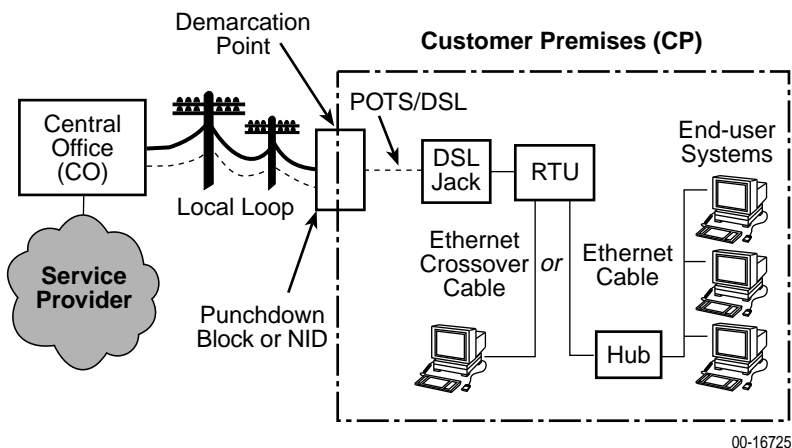 Demarcation
Point
Customer Premises (CP)
POTS/DSL
Central
Office
(CO)
Local Loop
DSL
Jack
RTU
End-user
Systems
Service
Provider
Punchdown
Block or NID
Ethernet
Crossover
Cable
or
Ethernet
Cable
Hub
00-16725